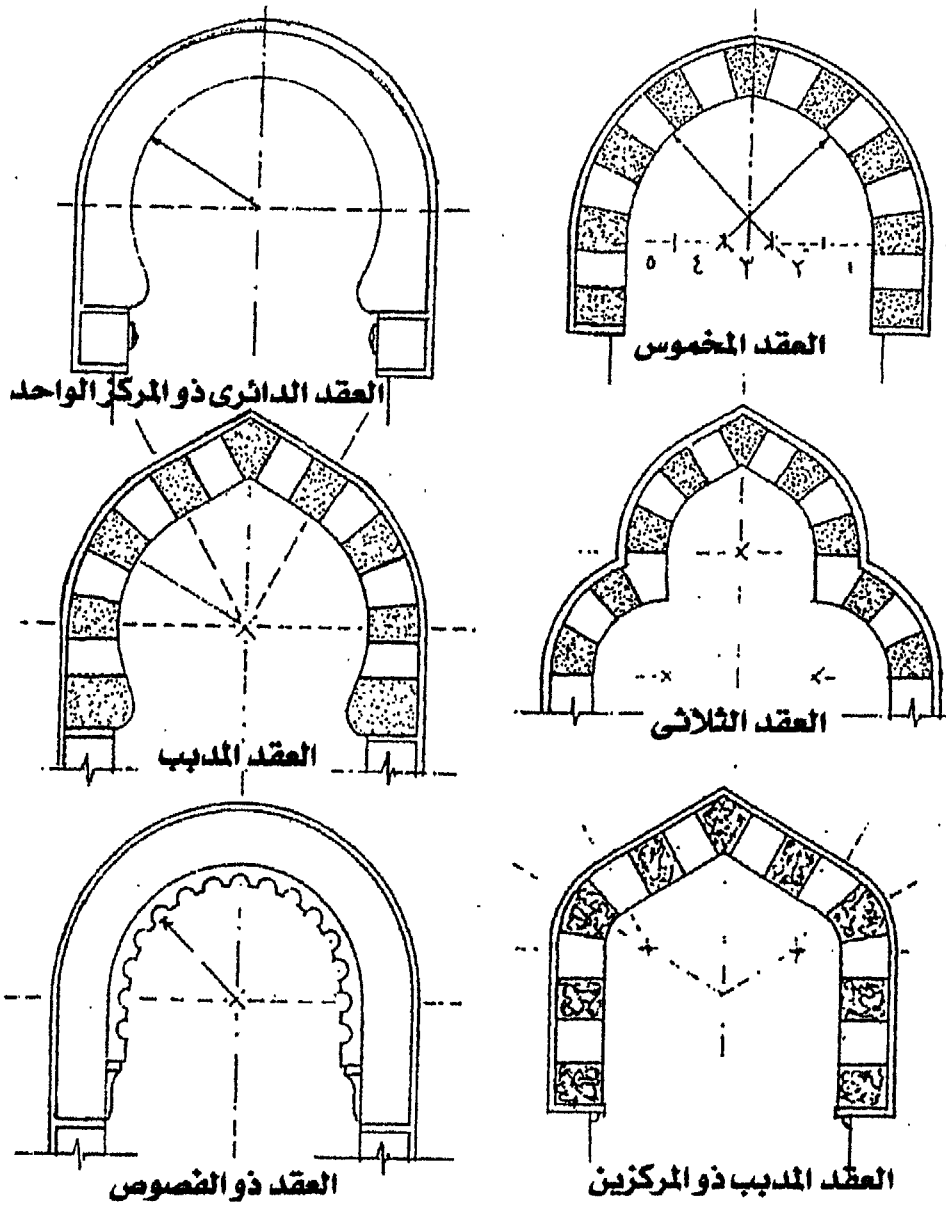 ٥ ٤ ٣ ٢ ١
العقد المخموس
العقد الدائرى ذو المركز الواحد
العقد الثلاثى
العقد المدبب
العقد المدبب ذو المركزين
العقد ذو الفصوص